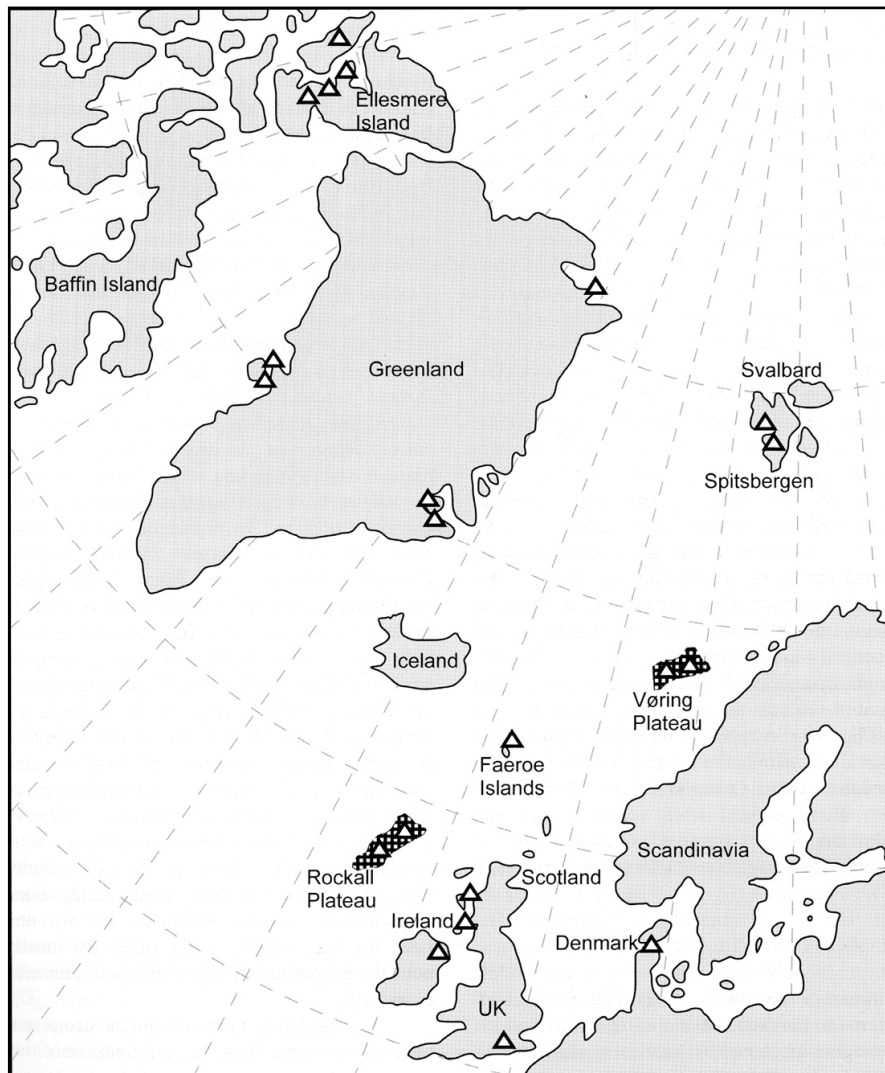 Ellesmere
Island
Baffin Island
Greenland
Svalbard
Spitsbergen
Iceland
Vøring
Plateau
Faeroe
Islands
Scandinavia
Rockall
Plateau
Scotland
Ireland
Denmark
UK